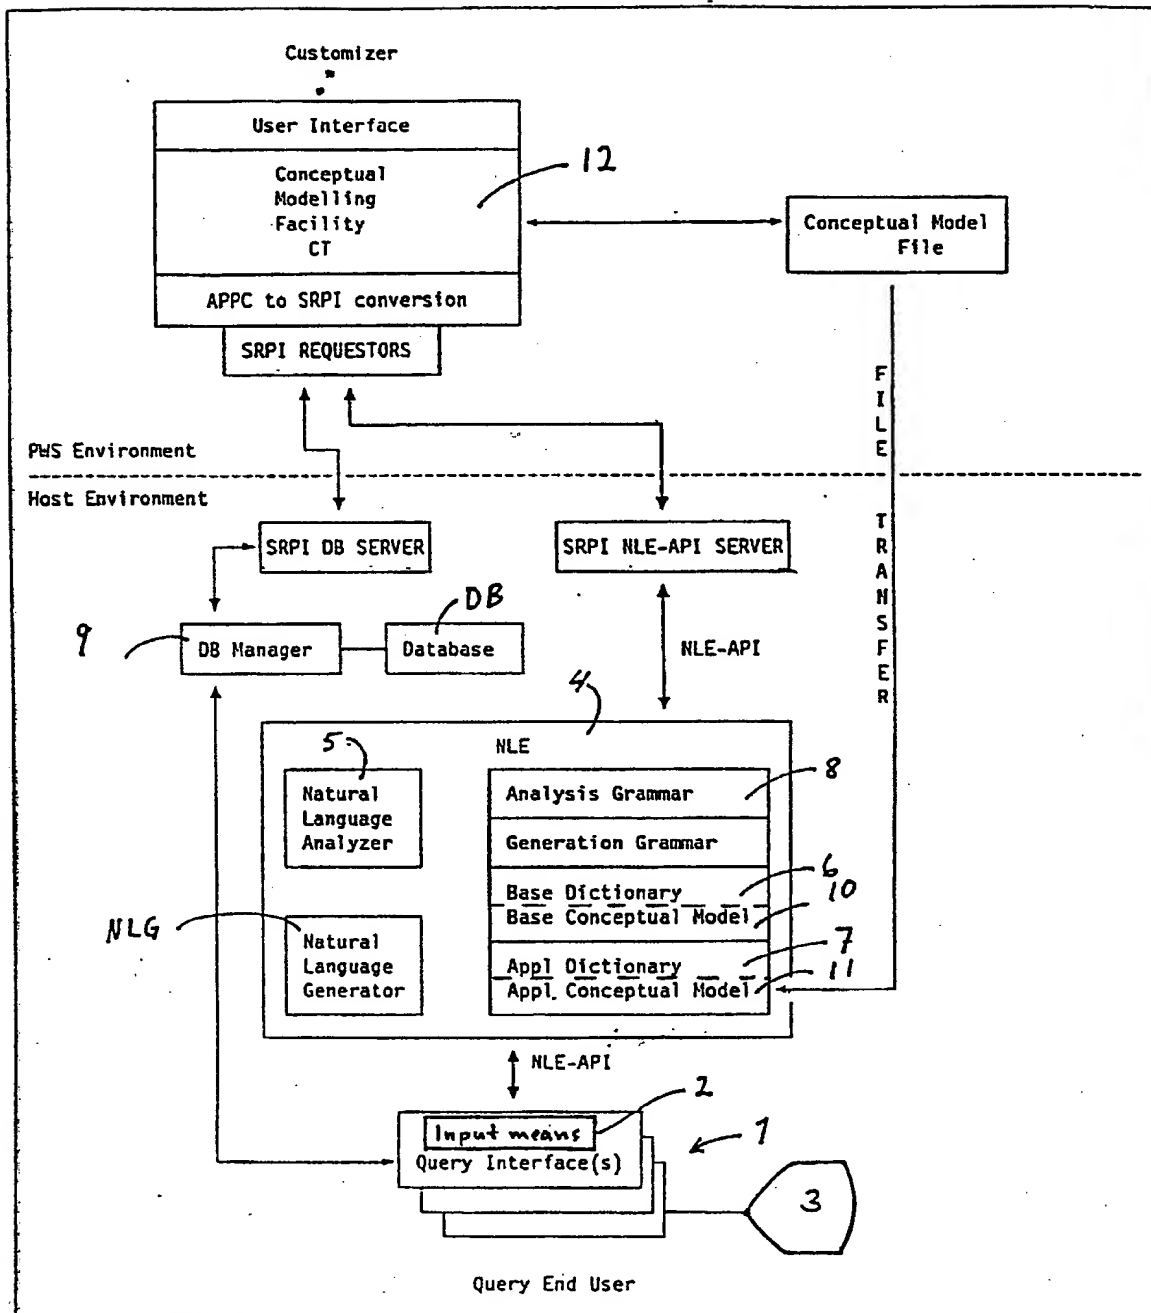 Customizer
User Interface
Conceptual
Modelling
Facility
CT
12
Conceptual Model
File
APPC to SRPI conversion
SRPI REQUESTORS
FILE TRANSFER
PWS Environment
Host Environment
SRPI DB SERVER
SRPI NLE-API SERVER
DB
9
DB Manager
Database
NLE-API
4
5
NLE
8
Natural
Language
Analyzer
Analysis Grammar
Generation Grammar
6
Base Dictionary
10
Base Conceptual Model
NLG
Natural
Language
Generator
7
Appl Dictionary
11
Appl. Conceptual Model
NLE-API
2
Input means
1
Query Interface(s)
3
Query End User